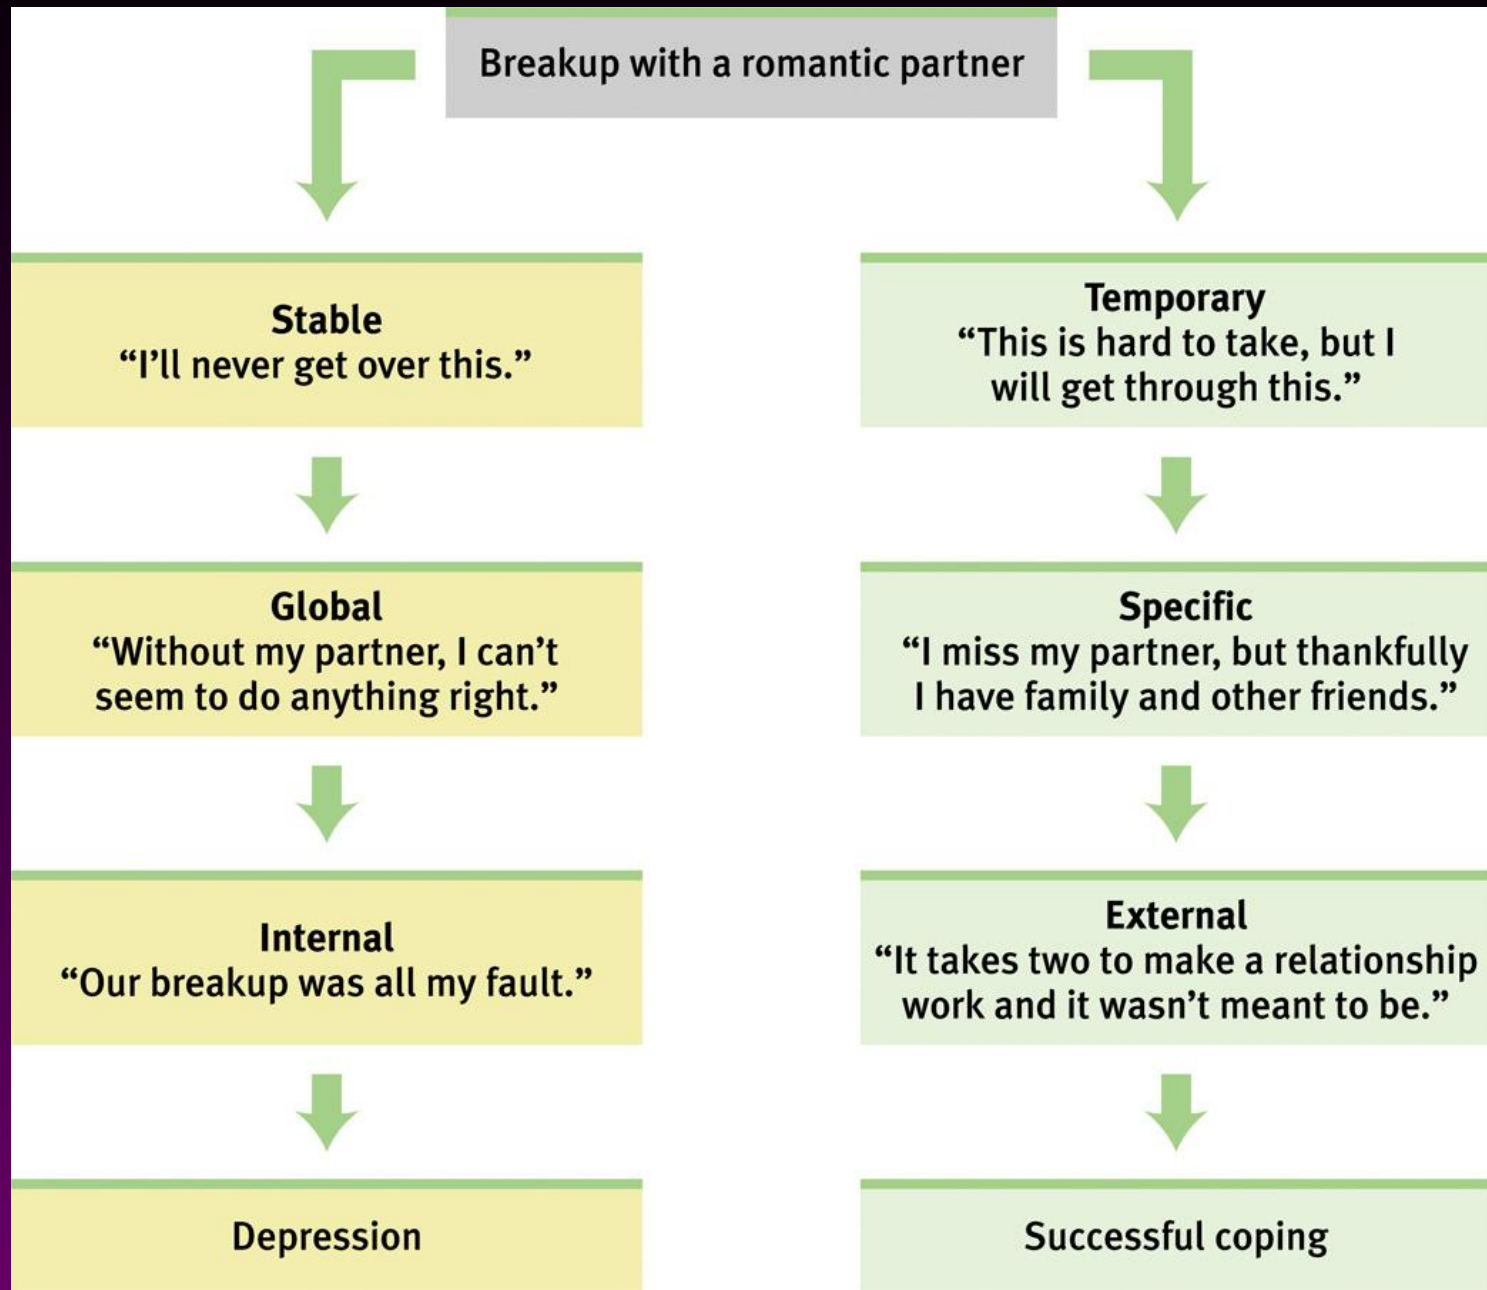 Breakup with a romantic partner
Stable
“I’ll never get over this.”
Global
“Without my partner, I can’t
seem to do anything right.”
Internal
“Our breakup was all my fault.”
Depression
Temporary
“This is hard to take, but I
will get through this.”
Specific
“I miss my partner, but thankfully
I have family and other friends.”
External
“It takes two to make a relationship
work and it wasn’t meant to be.”
Successful coping